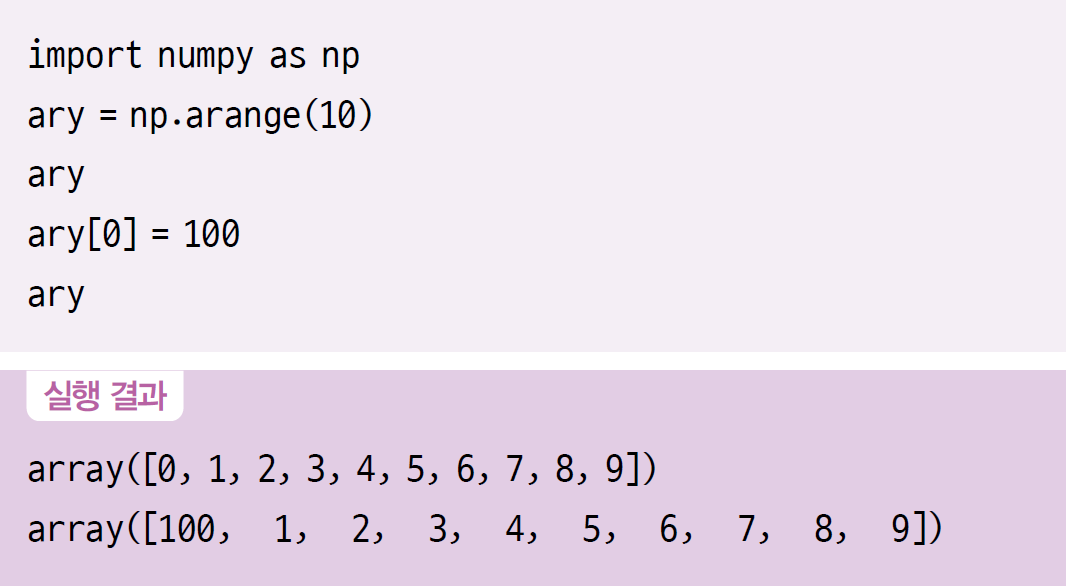 import numpy as np
ary = np.arange(10)
ary
ary[0] = 100
ary
실행 결과
array([0, 1, 2, 3, 4, 5, 6, 7, 8, 9])
array([100,  1,  2,  3,  4,  5,  6,  7,  8,  9])